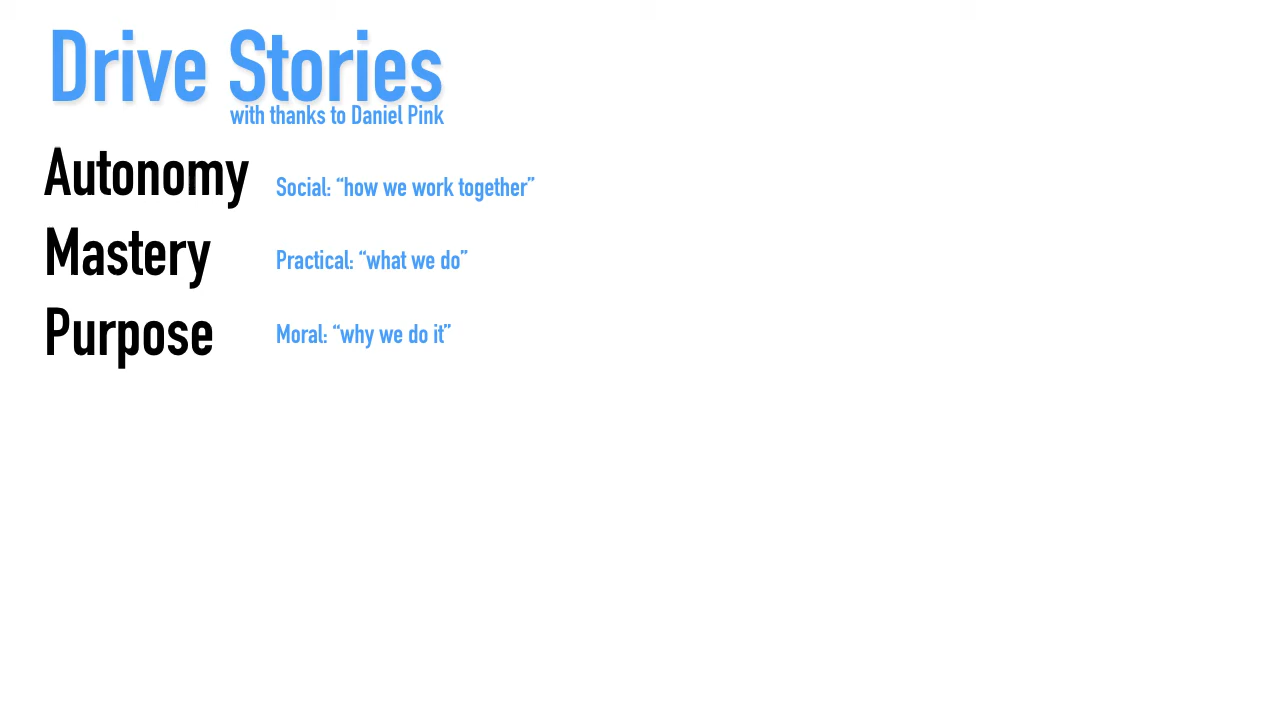 Drive Stories
with thanks to Daniel Pink
Autonomy Social: “how we work together”
Mastery Practical: “what we do”
Purpose Moral: “why we do it”